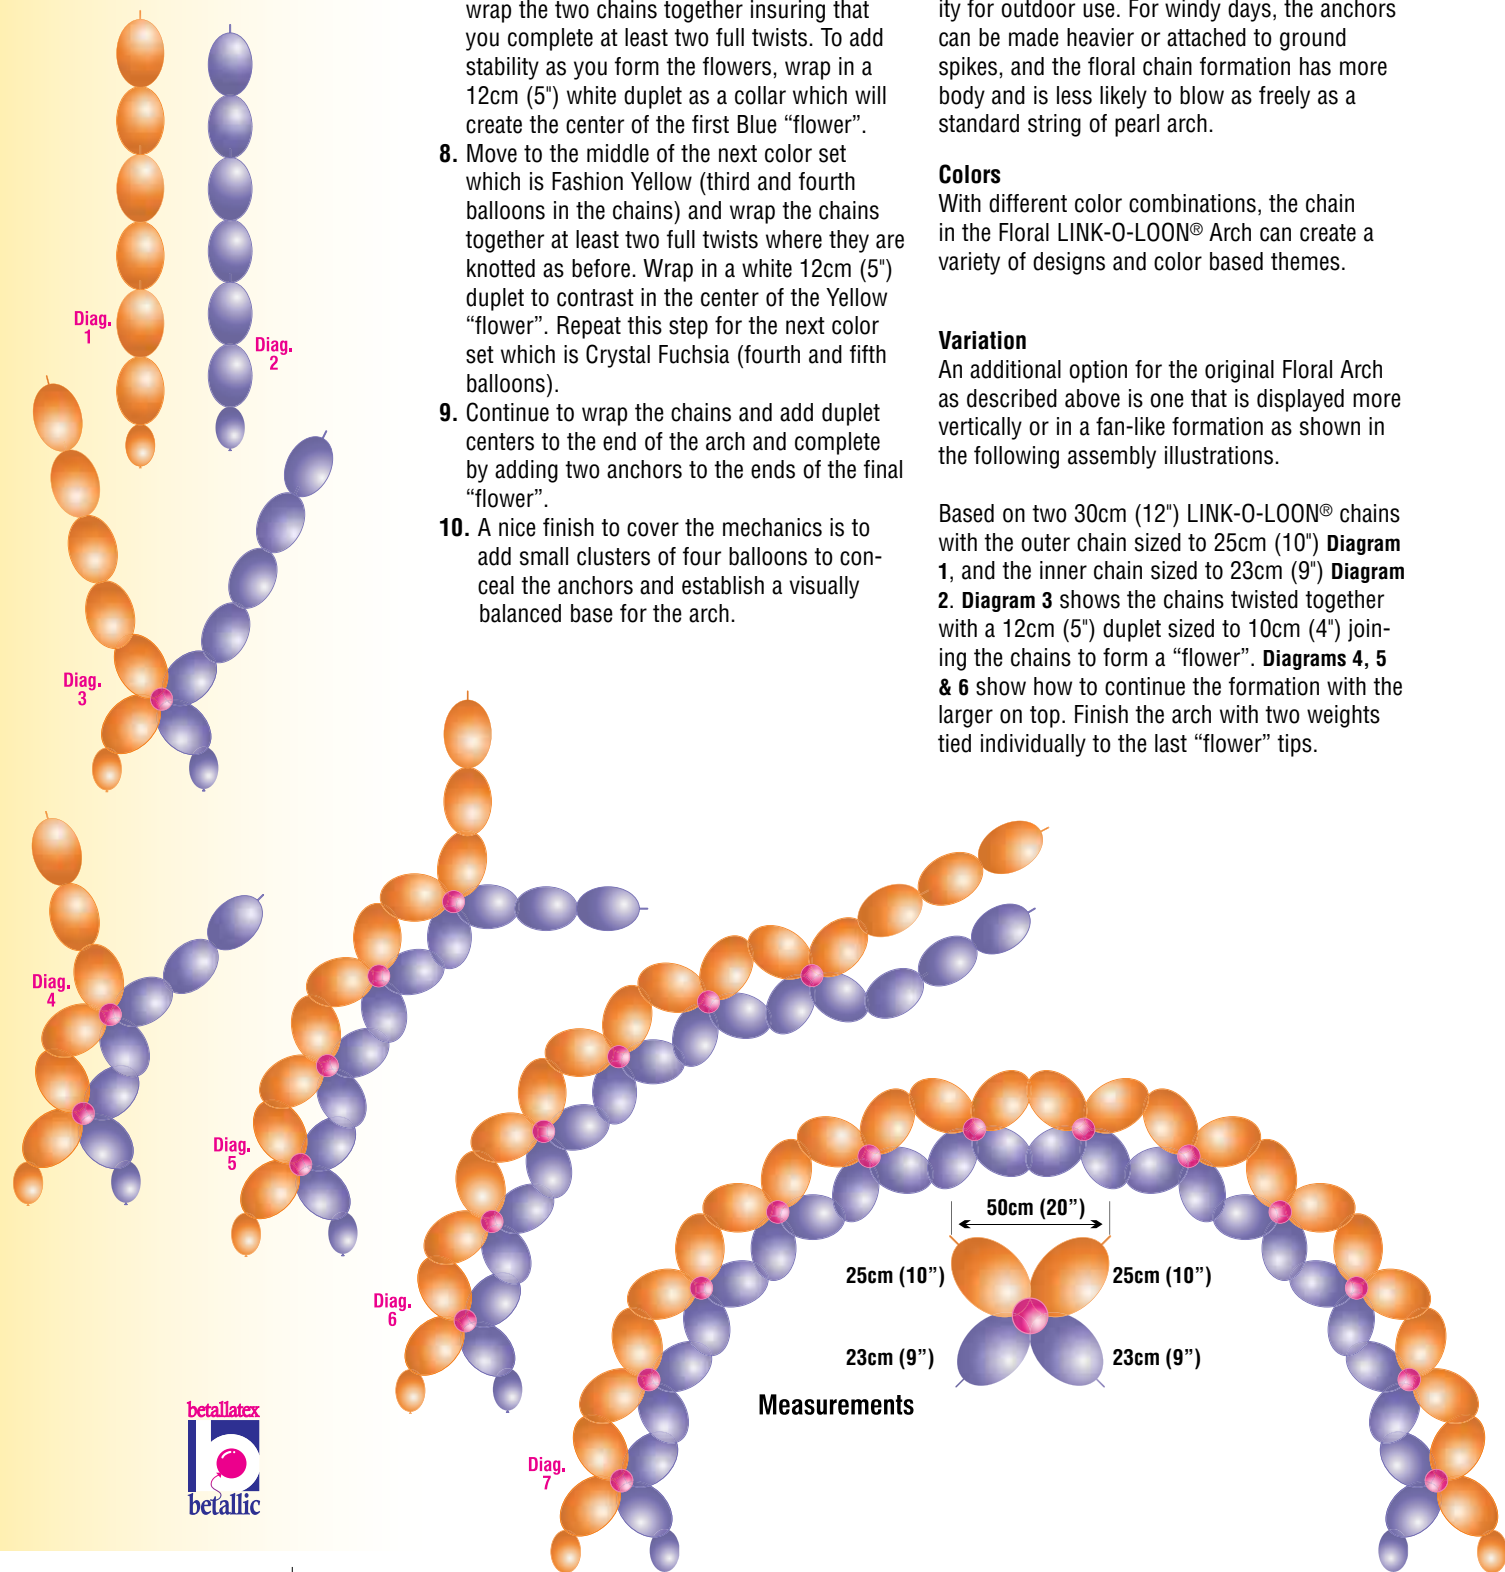 wrap the two chains together insuring that
you complete at least two full twists. To add
stability as you form the flowers, wrap in a
12cm (5") white duplet as a collar which will
create the center of the first Blue “flower”.
8. Move to the middle of the next color set
which is Fashion Yellow (third and fourth
balloons in the chains) and wrap the chains
together at least two full twists where they are
knotted as before. Wrap in a white 12cm (5")
duplet to contrast in the center of the Yellow
“flower”. Repeat this step for the next color
set which is Crystal Fuchsia (fourth and fifth
balloons).
9. Continue to wrap the chains and add duplet
centers to the end of the arch and complete
by adding two anchors to the ends of the final
“flower”.
10. A nice finish to cover the mechanics is to
add small clusters of four balloons to con-
ceal the anchors and establish a visually
balanced base for the arch.
ity for outdoor use. For windy days, the anchors
can be made heavier or attached to ground
spikes, and the floral chain formation has more
body and is less likely to blow as freely as a
standard string of pearl arch.
Colors
With different color combinations, the chain
in the Floral LINK-O-LOON® Arch can create a
variety of designs and color based themes.
Variation
An additional option for the original Floral Arch
as described above is one that is displayed more
vertically or in a fan-like formation as shown in
the following assembly illustrations.
Based on two 30cm (12") LINK-O-LOON® chains
with the outer chain sized to 25cm (10") Diagram
1, and the inner chain sized to 23cm (9") Diagram
2. Diagram 3 shows the chains twisted together
with a 12cm (5") duplet sized to 10cm (4") join-
ing the chains to form a “flower”. Diagrams 4, 5
& 6 show how to continue the formation with the
larger on top. Finish the arch with two weights
tied individually to the last “flower” tips.
Diag.
1
Diag.
2
Diag.
3
Diag.
4
Diag.
5
Diag.
6
Diag.
7
50cm (20”)
25cm (10”)
25cm (10”)
23cm (9”)
23cm (9”)
Measurements
betallatex
b
betallic